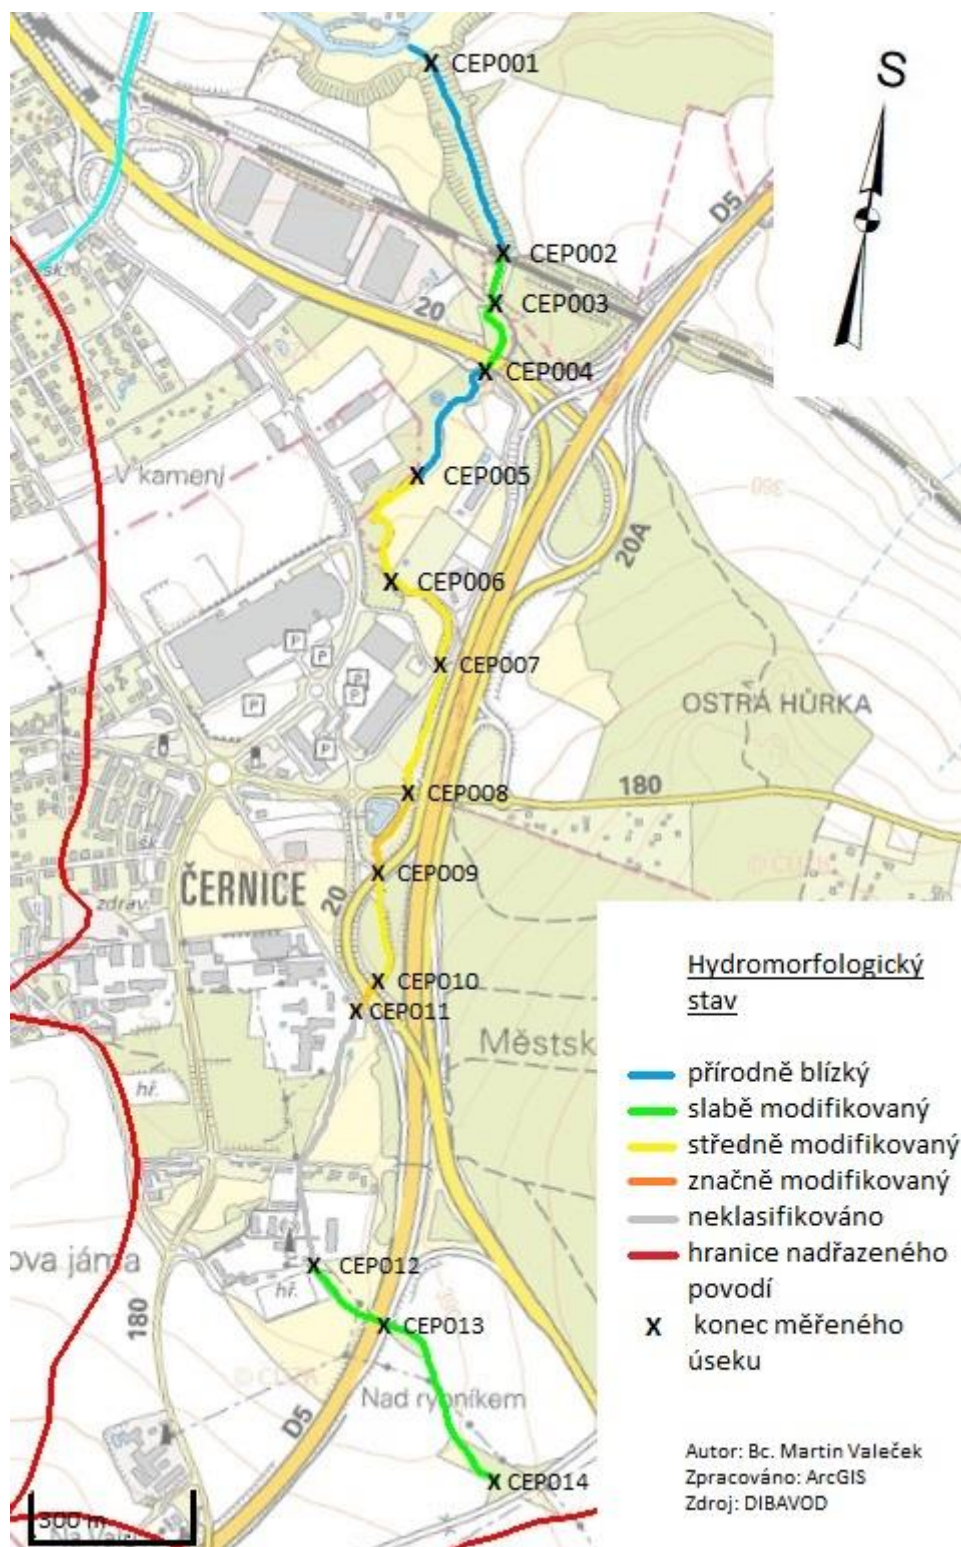 CEP001
S
D5
CEP002
šk.
CEP003
20
CEP004
V kamení
CEP005
360
20A
CEP006
P
P
CEP007
P
P
P
P
OSTRÁ HŮRKA
CEP008
180
šk.
ČERNICE
CEP009
zdrav.
20
CEP010
CEP011
Městsk
hř.
ova jáma
CEP012
hř.
CEP013
180
Nad rybníkem
D5
CEP014
300 m
Hydromorfologický
stav
přírodně blízký
slabě modifikovaný
středně modifikovaný
značně modifikovaný
neklasifikováno
hranice nadřazeného
povodí
X konec měřeného
úseku
Autor: Bc. Martin Valeček
Zpracováno: ArcGIS
Zdroj: DIBAVOD